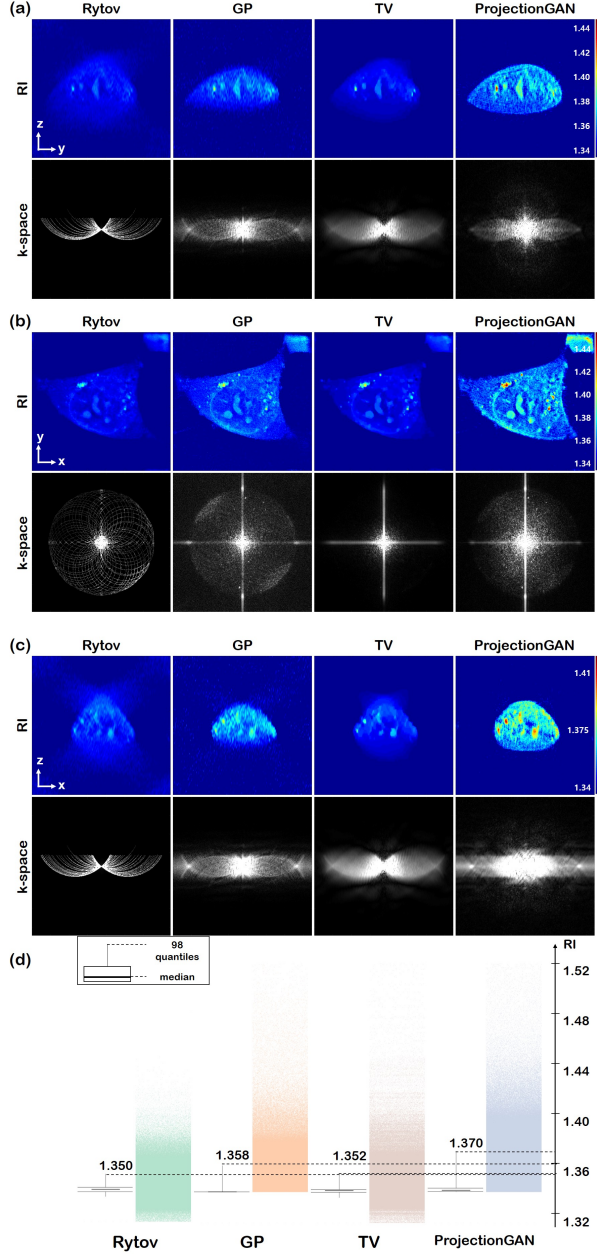 (a)
Rytov GP TV ProjectionGAN
RI
z
y
1.44
1.42
1.40
1.38
1.36
1.34
k-space
(b)
Rytov GP TV ProjectionGAN
RI
y
x
1.44
1.42
1.40
1.38
1.36
1.34
k-space
(c)
Rytov GP TV ProjectionGAN
RI
z
x
1.41
1.375
1.34
k-space
(d)
98
quantiles
median
RI
1.52
1.48
1.44
1.40
1.36
1.32
1.350
1.358
1.352
1.370
Rytov GP TV ProjectionGAN